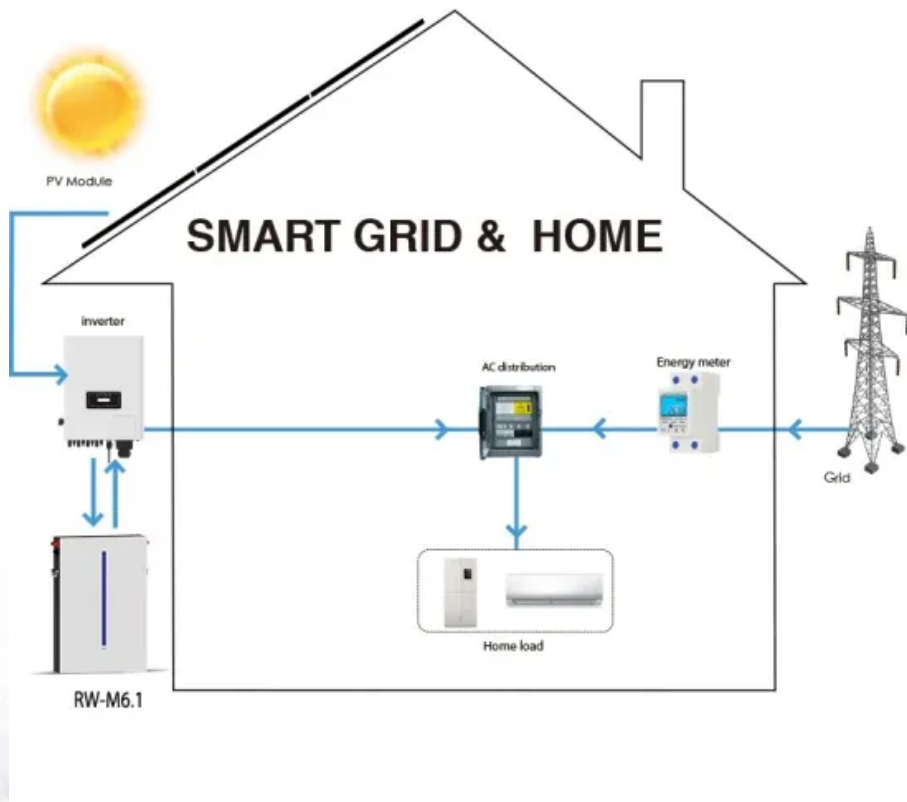 PV Module
SMART GRID & HOME
inverter
AC distribution
Energy meter
Grid
Home load
RW-M6.1